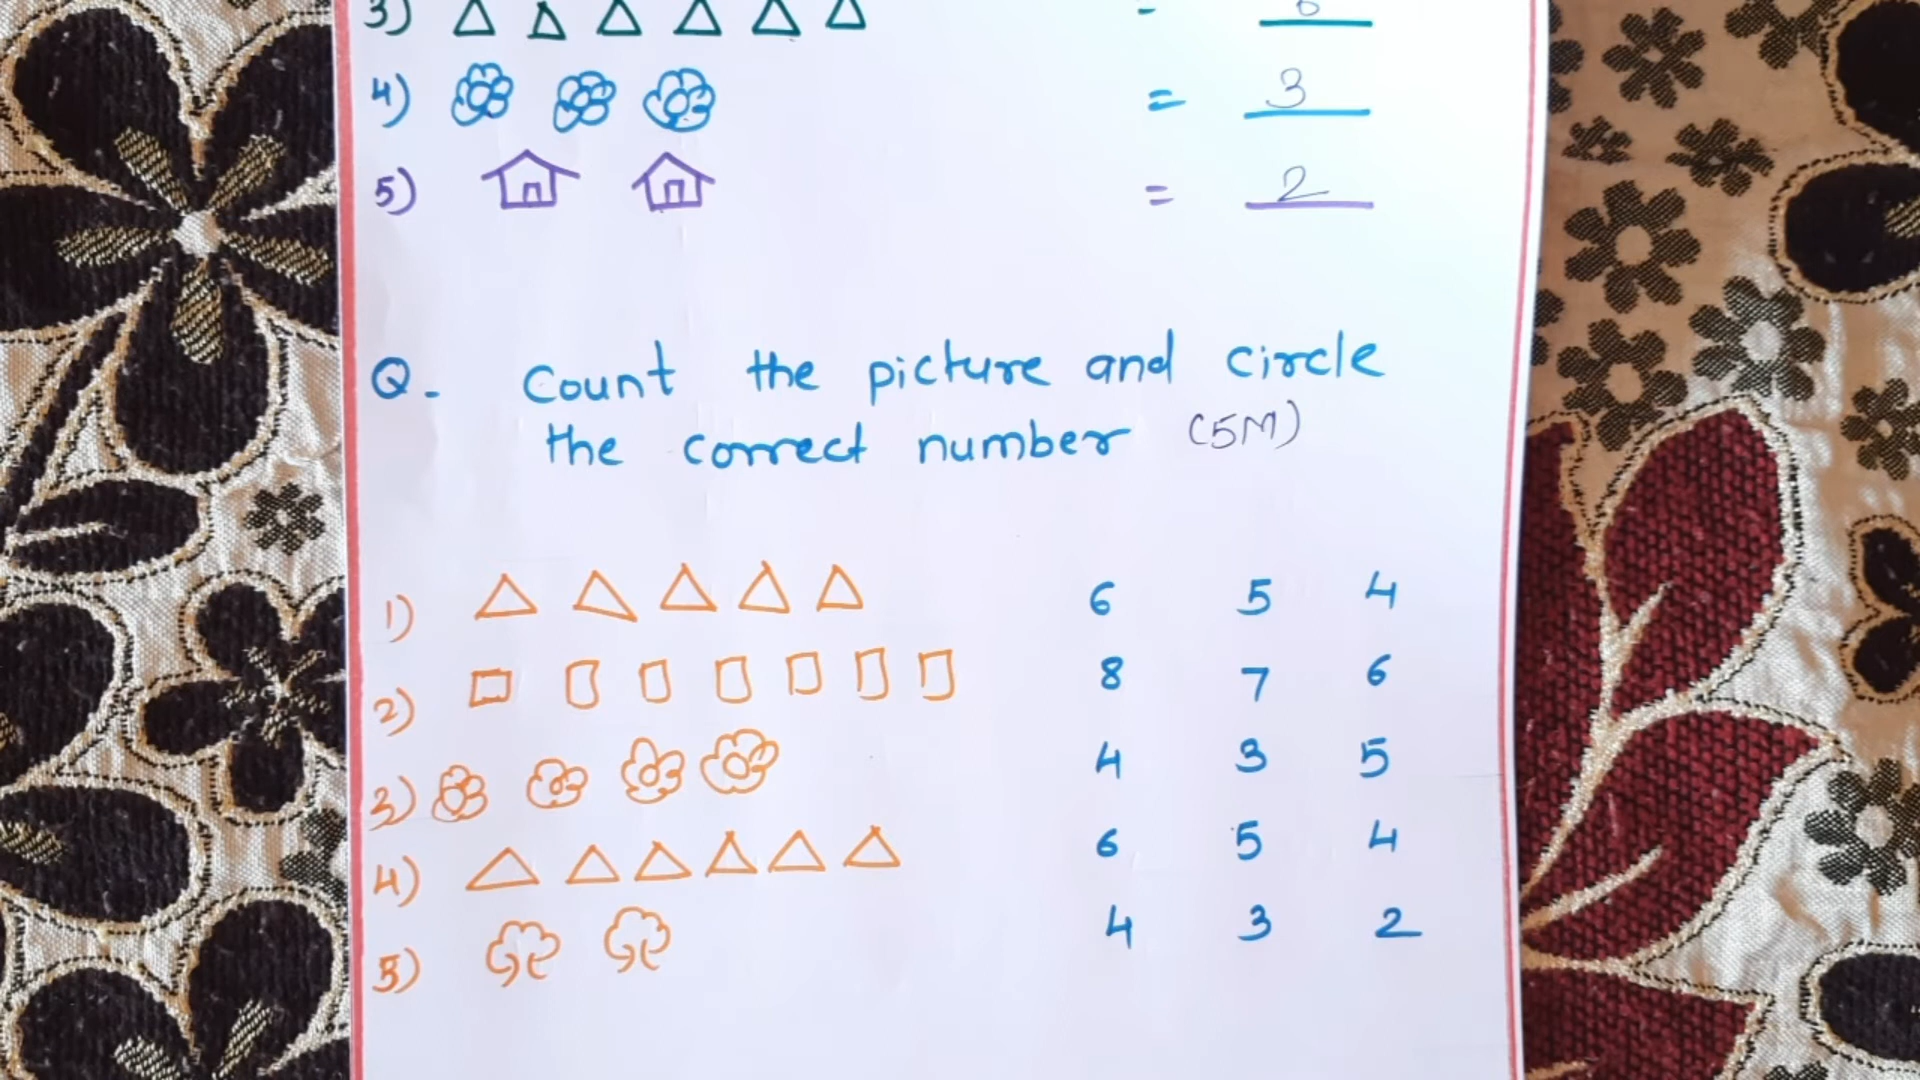 3) =
4) = 3
5) = 2
Q. Count the picture and circle
the correct number (5M)
1) 6 5 4
2) 8 7 6
3) 4 3 5
4) 6 5 4
5) 4 3 2